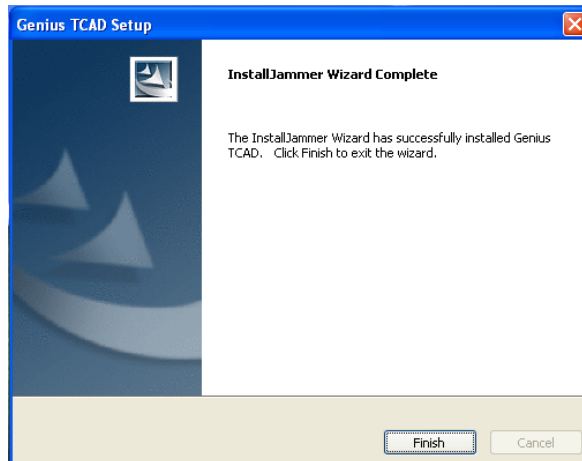 Genius TCAD Setup
InstallJammer Wizard Complete
The InstallJammer Wizard has successfully installed Genius
TCAD. Click Finish to exit the wizard.
Finish
Cancel